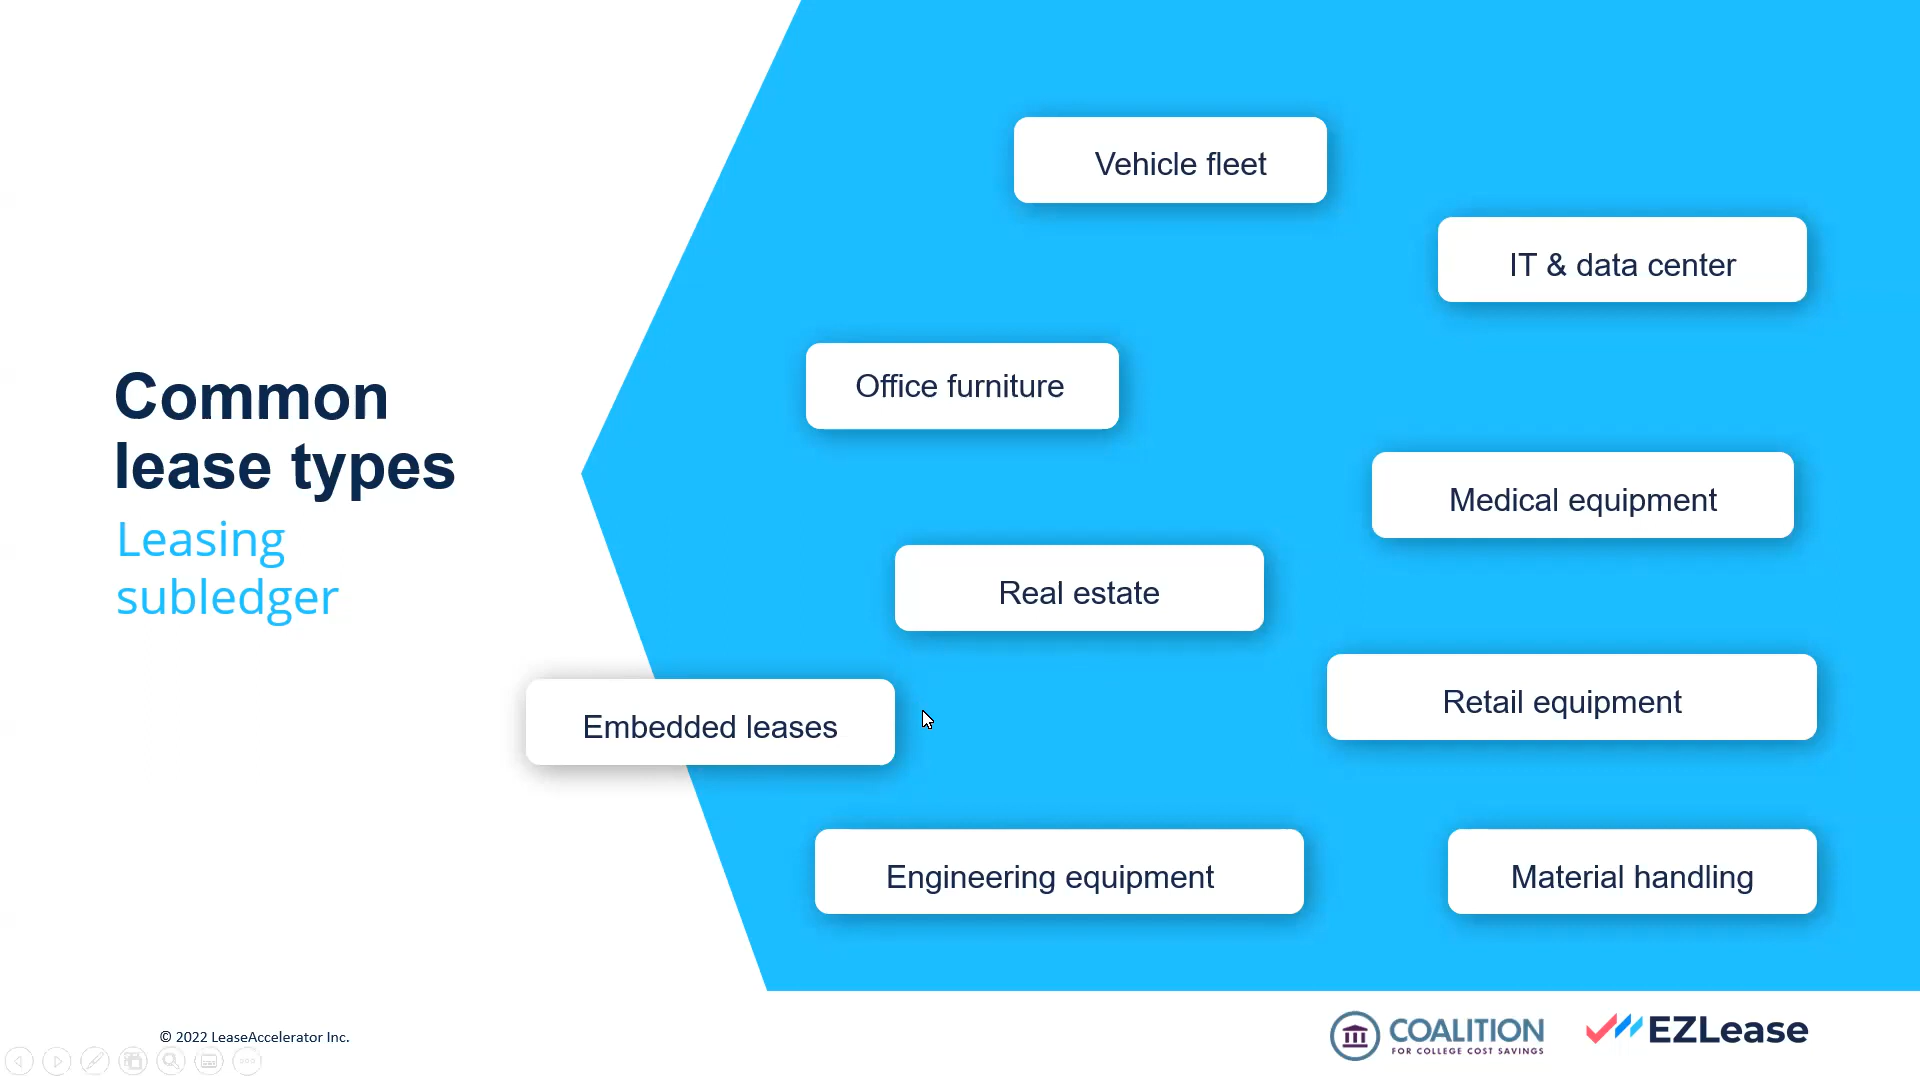 Common
lease types
Leasing
subledger
Vehicle fleet
IT & data center
Office furniture
Medical equipment
Real estate
Retail equipment
Embedded leases
Engineering equipment
Material handling
© 2022 LeaseAccelerator Inc.
COALITION
FOR COLLEGE COST SAVINGS
EZLease